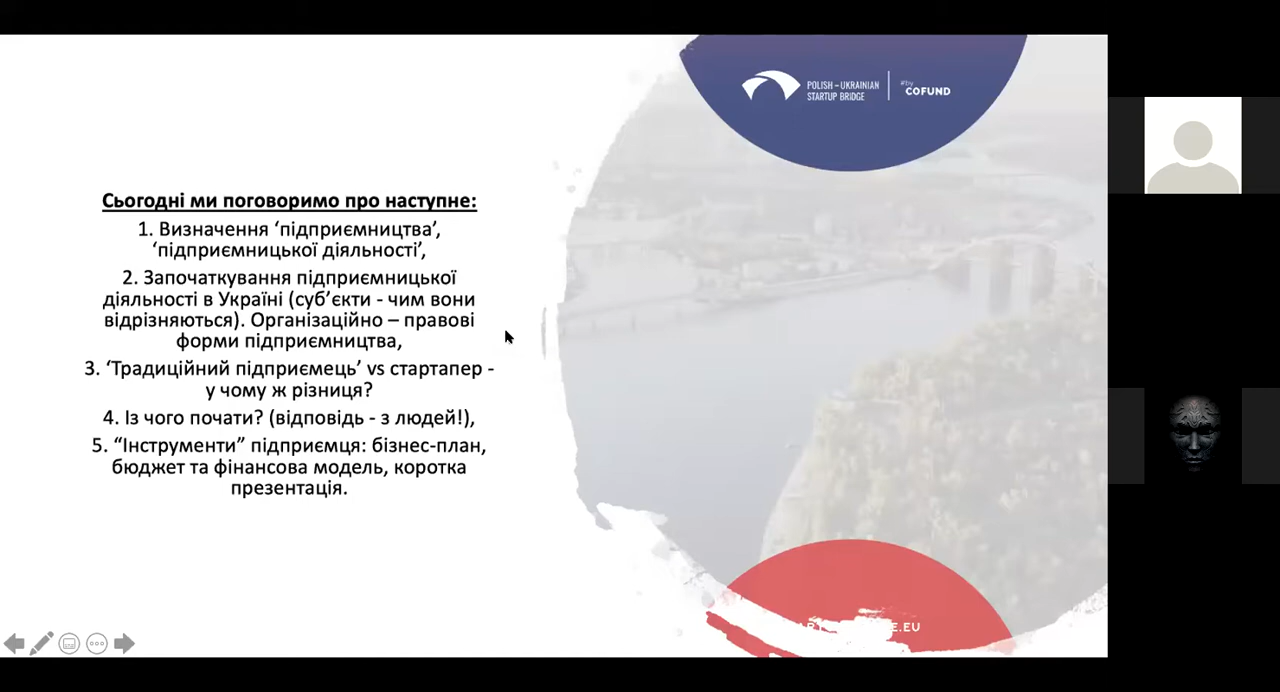 POLISH – UKRAINIAN
STARTUP BRIDGE
#by
COFUND
Сьогодні ми поговоримо про наступне:
1. Визначення ‘підприємництва’,
‘підприємницької діяльності’,
2. Започаткування підприємницької
діяльності в Україні (суб’єкти - чим вони
відрізняються). Організаційно – правові
форми підприємництва,
3. ‘Традиційний підприємець’ vs стартапер -
у чому ж різниця?
4. Із чого почати? (відповідь - з людей!),
5. “Інструменти” підприємця: бізнес-план,
бюджет та фінансова модель, коротка
презентація.